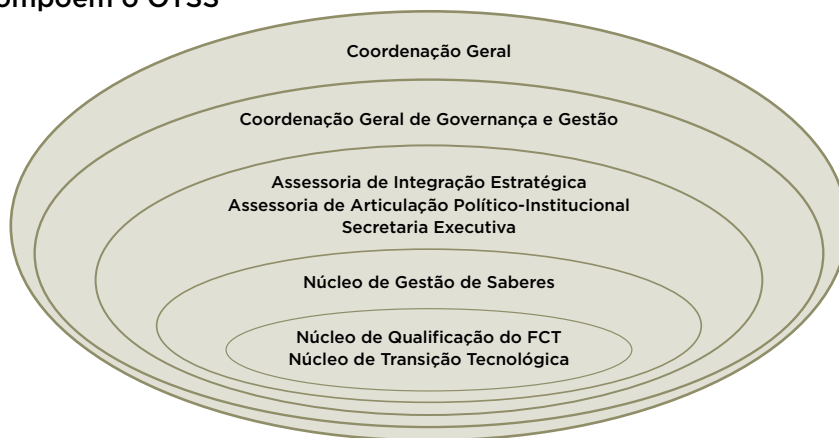 compõem o OTSS
Coordenação Geral
Coordenação Geral de Governança e Gestão
Assessoria de Integração Estratégica
Assessoria de Articulação Político-Institucional
Secretaria Executiva
Núcleo de Gestão de Saberes
Núcleo de Qualificação do FCT
Núcleo de Transição Tecnológica